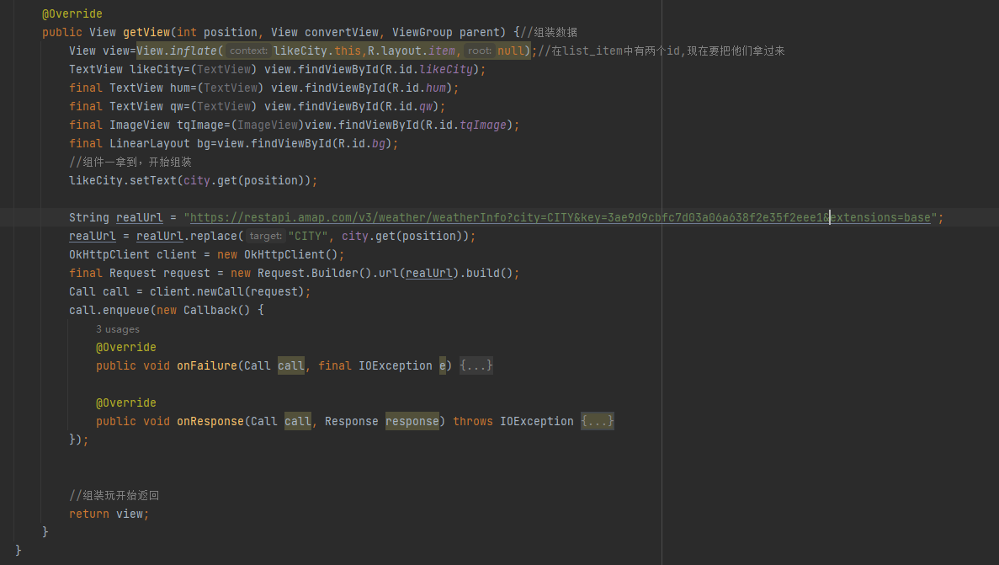 @Override
public View getView(int position, View convertView, ViewGroup parent) {//组装数据
View view=View.inflate( context: likeCity.this,R.layout.item, root: null);//在list_item中有两个id,现在要把他们拿过来
TextView likeCity=(TextView) view.findViewById(R.id.likeCity);
final TextView hum=(TextView) view.findViewById(R.id.hum);
final TextView qw=(TextView) view.findViewById(R.id.qw);
final ImageView tqImage=(ImageView)view.findViewById(R.id.tqImage);
final LinearLayout bg=view.findViewById(R.id.bg);
//组件一拿到，开始组装
likeCity.setText(city.get(position));
String realUrl = "https://restapi.amap.com/v3/weather/weatherInfo?city=CITY&key=3ae9d9cbfc7d03a06a638f2e35f2eee1&extensions=base";
realUrl = realUrl.replace( target: "CITY", city.get(position));
OkHttpClient client = new OkHttpClient();
final Request request = new Request.Builder().url(realUrl).build();
Call call = client.newCall(request);
call.enqueue(new Callback() {
3 usages
@Override
public void onFailure(Call call, final IOException e) {...}
@Override
public void onResponse(Call call, Response response) throws IOException {...}
});
//组装玩开始返回
return view;
}
}